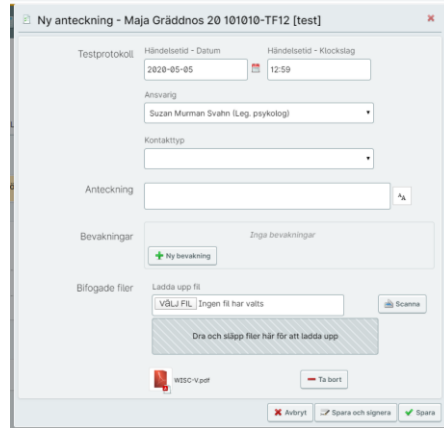 Ny anteckning - Maja Gräddnos 20 101010-TF12 [test]
Testprotokoll
Händelsetid - Datum
Händelsetid - Klockslag
2020-05-05
12:59
Ansvarig
Suzan Murman Svahn (Leg. psykolog)
Kontakttyp
Anteckning
AA
Bevakningar
Inga bevakningar
Ny bevakning
Bifogade filer
Ladda upp fil
VäLJ FIL Ingen fil har valts
Scanna
Dra och släpp filer här för att ladda upp
WISC-V.pdf
Ta bort
Avbryt
Spara och signera
Spara